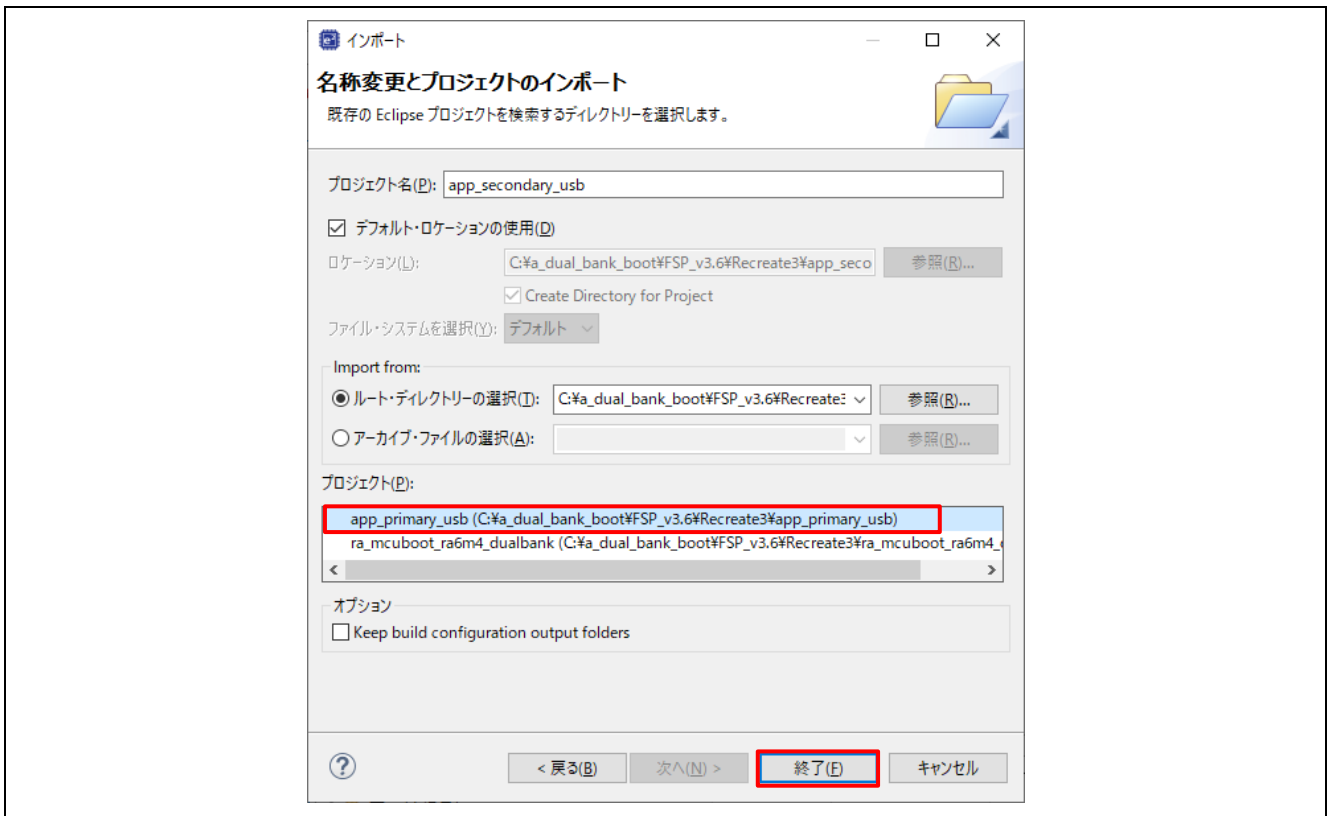 インポート
名称変更とプロジェクトのインポート
既存の Eclipse プロジェクトを検索するディレクトリーを選択します。
プロジェクト名(P): app_secondary_usb
デフォルト・ロケーションの使用(D)
ロケーション(L): C:¥a_dual_bank_boot¥FSP_v3.6¥Recreate3¥app_seco 参照(R)...
Create Directory for Project
ファイル・システムを選択(Y): デフォルト
Import from:
ルート・ディレクトリーの選択(T): C:¥a_dual_bank_boot¥FSP_v3.6¥Recreate3 参照(R)...
アーカイブ・ファイルの選択(A): 参照(R)...
プロジェクト(P):
app_primary_usb (C:¥a_dual_bank_boot¥FSP_v3.6¥Recreate3¥app_primary_usb)
ra_mcuboot_ra6m4_dualbank (C:¥a_dual_bank_boot¥FSP_v3.6¥Recreate3¥ra_mcuboot_ra6m4_
オプション
Keep build configuration output folders
< 戻る(B) 次へ(N) > 終了(F) キャンセル